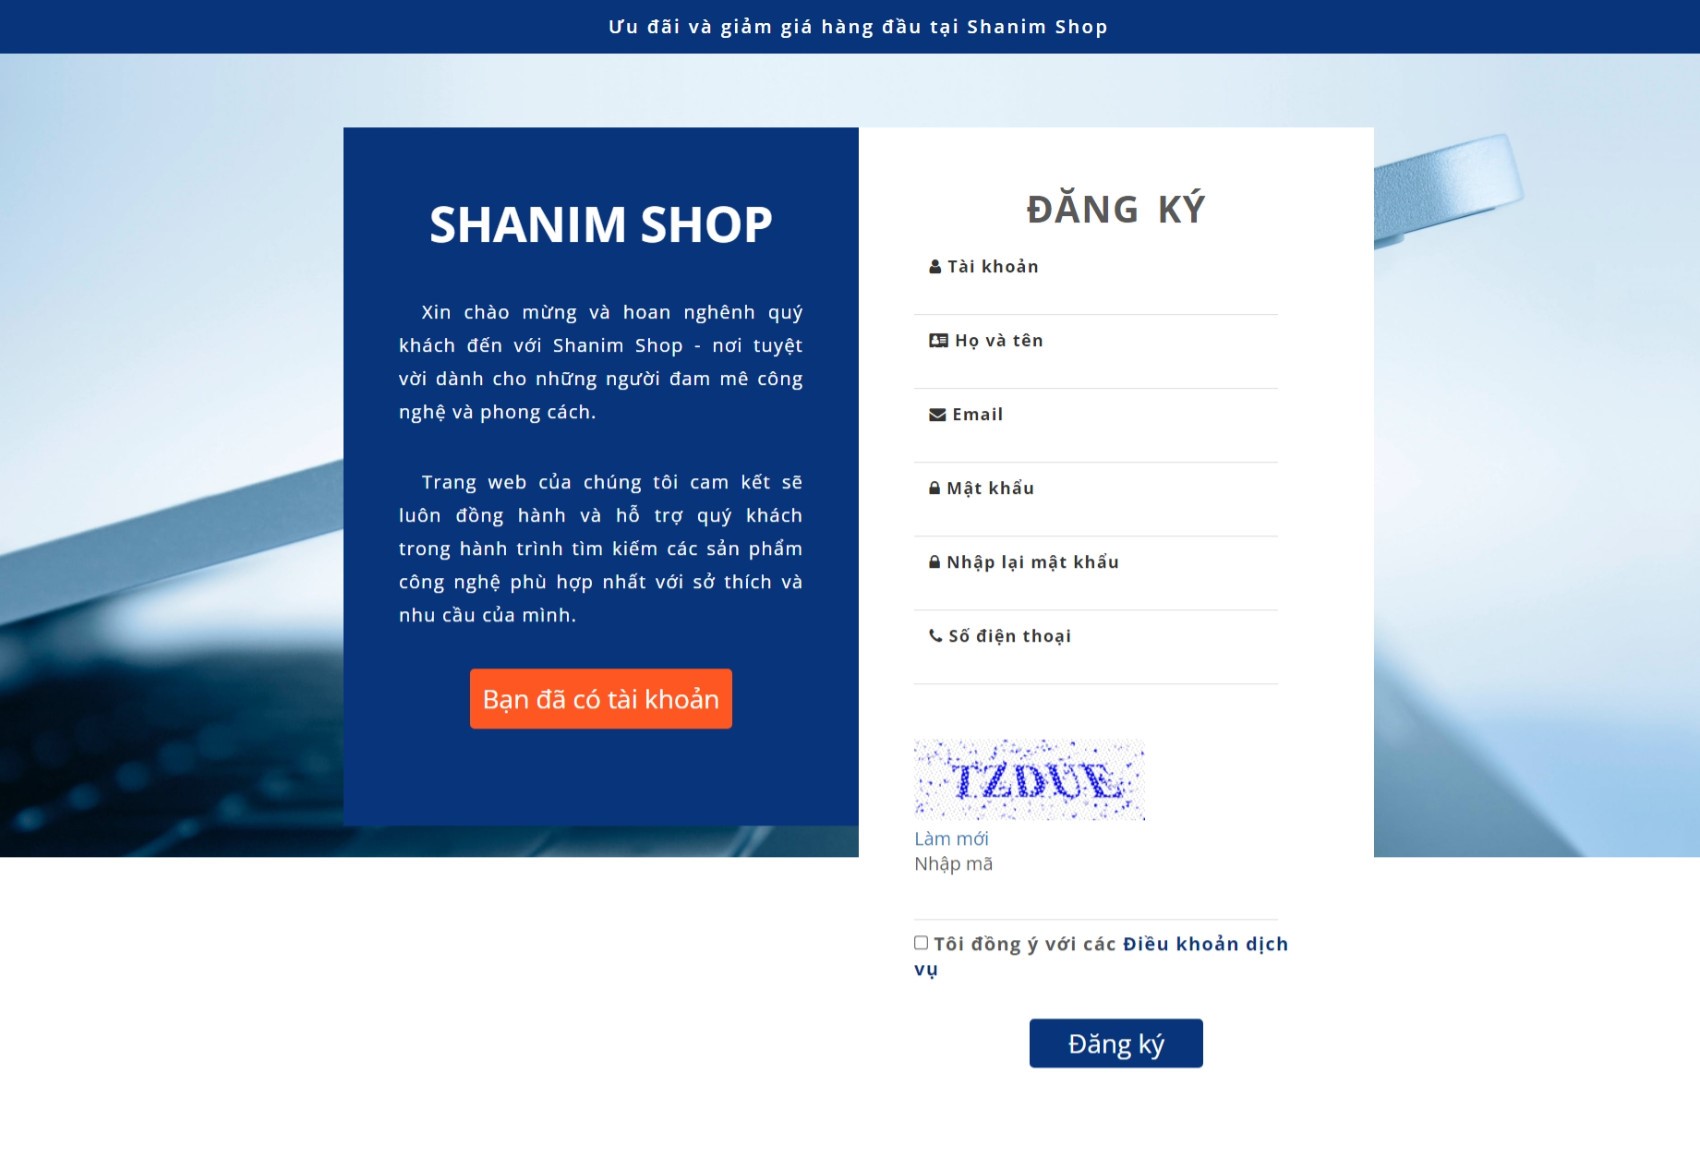 Ưu đãi và giảm giá hàng đầu tại Shanim Shop
SHANIM SHOP
Xin chào mừng và hoan nghênh quý
khách đến với Shanim Shop - nơi tuyệt
vời dành cho những người đam mê công
nghệ và phong cách.
Trang web của chúng tôi cam kết sẽ
luôn đồng hành và hỗ trợ quý khách
trong hành trình tìm kiếm các sản phẩm
công nghệ phù hợp nhất với sở thích và
nhu cầu của mình.
Bạn đã có tài khoản
ĐĂNG KÝ
Tài khoản
Họ và tên
Email
Mật khẩu
Nhập lại mật khẩu
Số điện thoại
TZDUE
Làm mới
Nhập mã
Tôi đồng ý với các Điều khoản dịch
vụ
Đăng ký